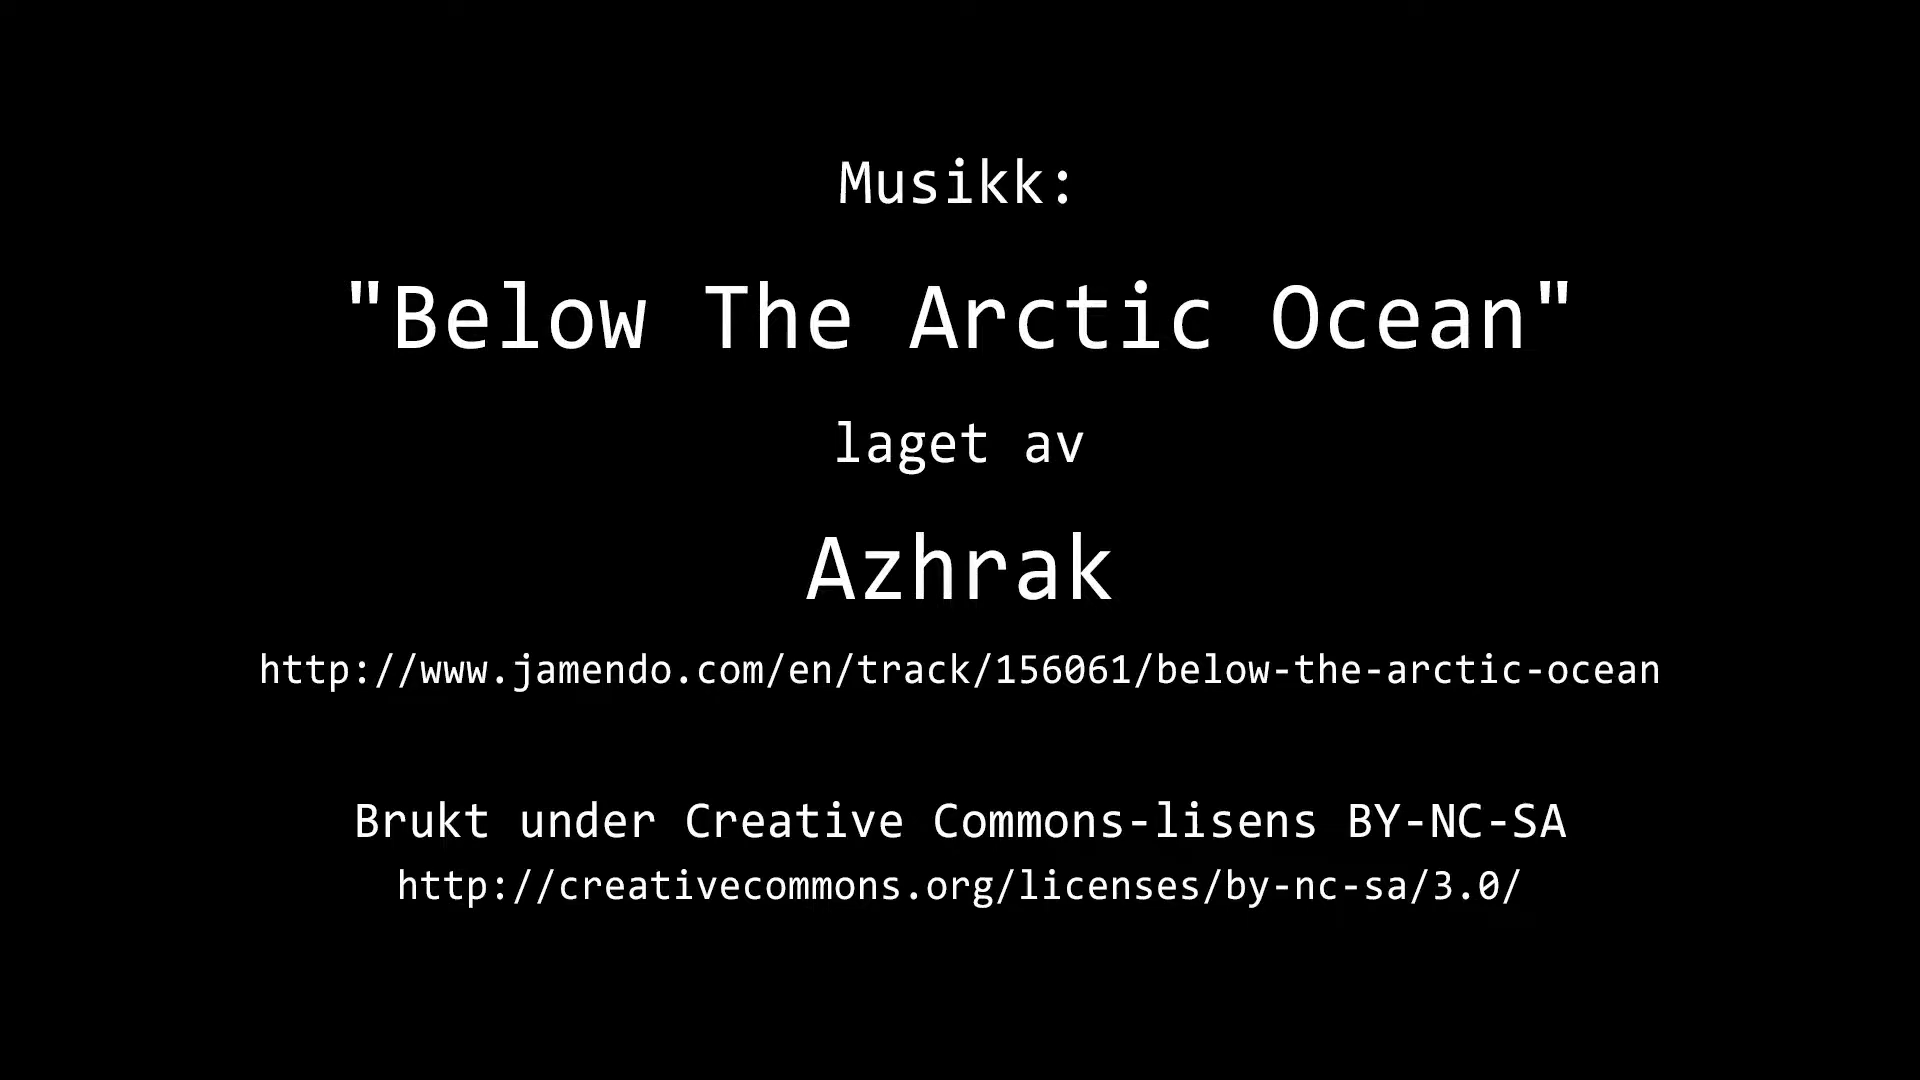 Musikk:
"Below The Arctic Ocean"
laget av
Azhrak
http://www.jamendo.com/en/track/156061/below-the-arctic-ocean
Brukt under Creative Commons-lisens BY-NC-SA
http://creativecommons.org/licenses/by-nc-sa/3.0/